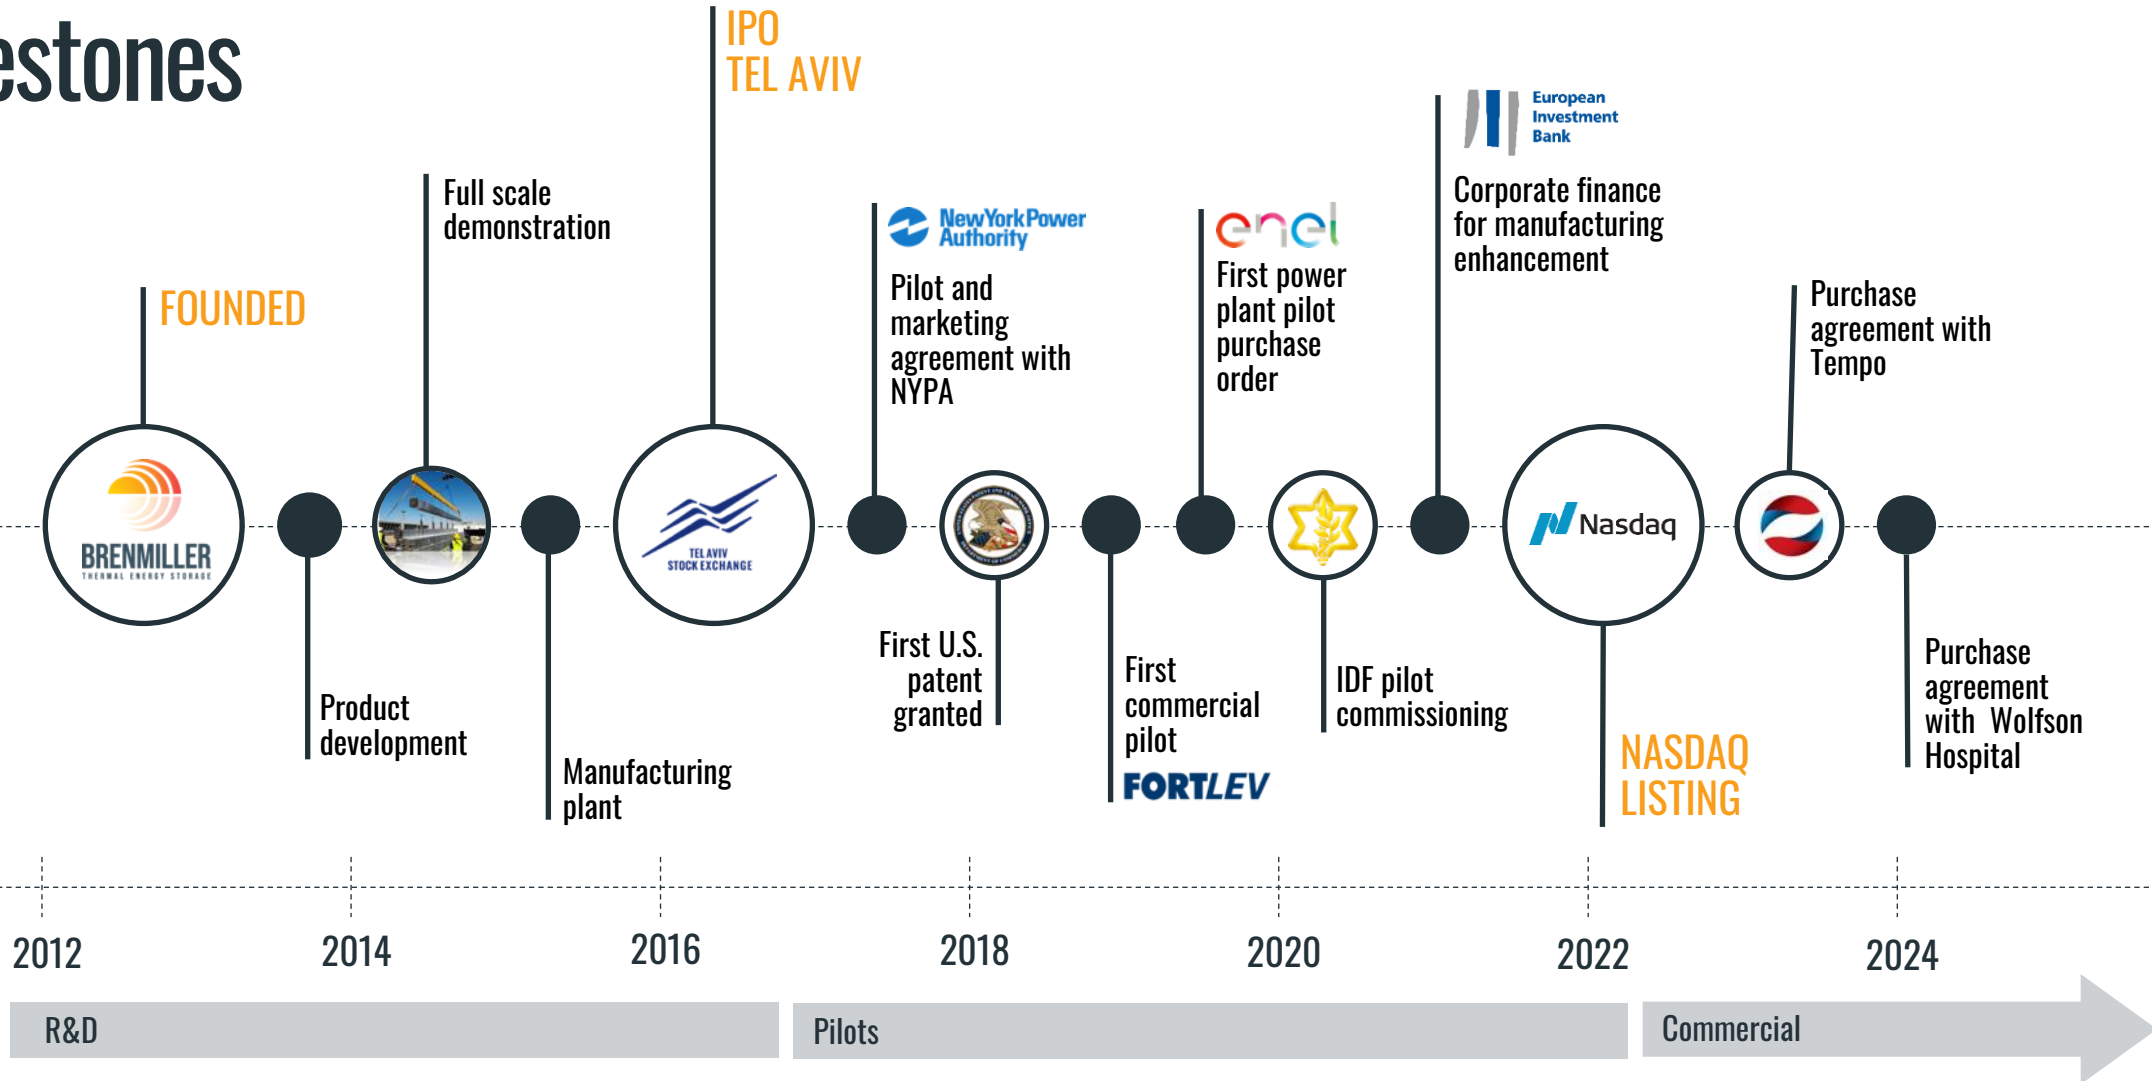 estones
IPO
TEL AVIV
European
Investment
Bank
Full scale
demonstration
NewYorkPower
Authority
enel
Corporate finance
for manufacturing
enhancement
Pilot and
marketing
agreement with
NYPA
First power
plant pilot
purchase
order
FOUNDED
Purchase
agreement with
Tempo
BRENMILLER
THERMAL ENERGY STORAGE
TEL AVIV
STOCK EXCHANGE
Nasdaq
Product
development
Manufacturing
plant
First U.S.
patent
granted
First
commercial
pilot
FORTLEV
IDF pilot
commissioning
NASDAQ
LISTING
Purchase
agreement
with Wolfson
Hospital
2012
2014
2016
2018
2020
2022
2024
R&D
Pilots
Commercial